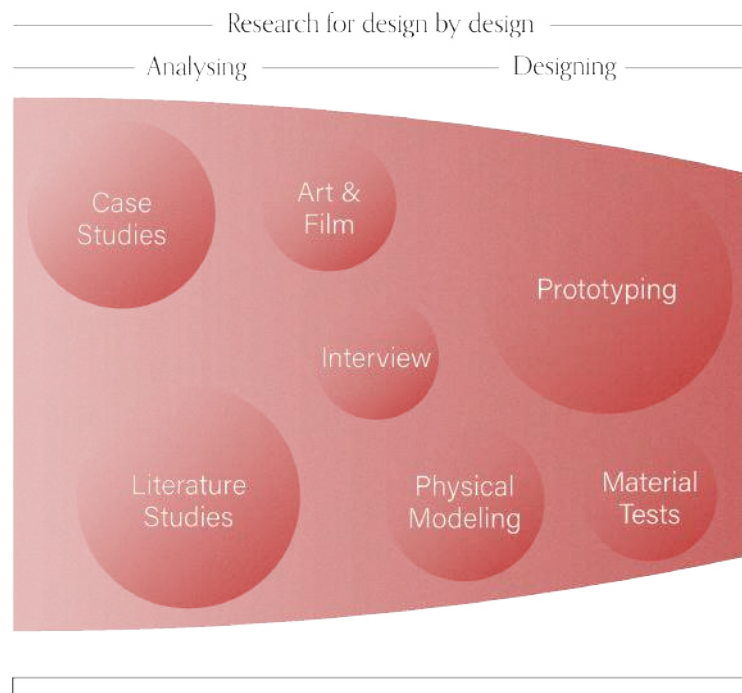 Research for design by design
Analysing
Designing
Case
Studies
Art &
Film
Prototyping
Interview
Literature
Studies
Physical
Modeling
Material
Tests